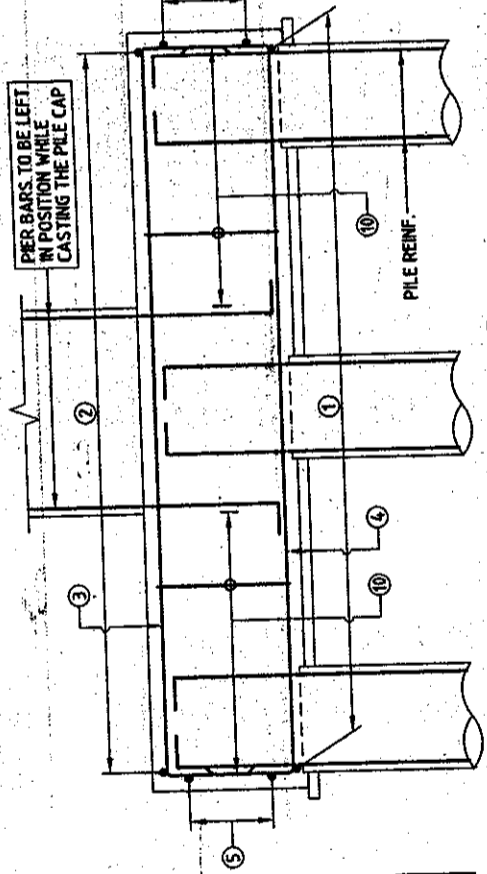 PIER BARS TO BE LEFT
IN POSITION WHILE
CASTING THE PILE CAP
2
3
10
PILE REINF.
1
4
10
5